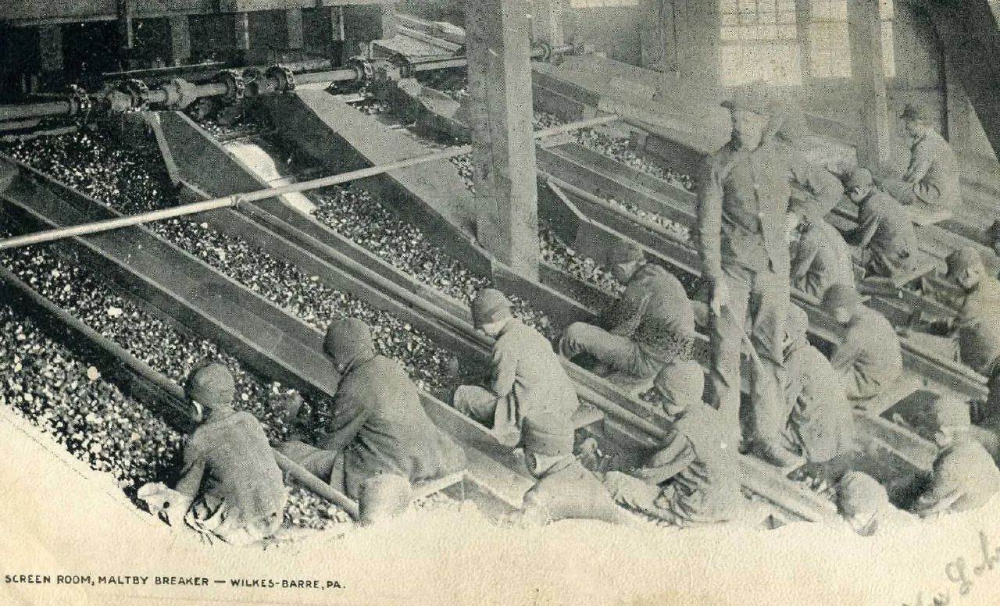 SCREEN ROOM, MALTBY BREAKER — WILKES-BARRE, PA.